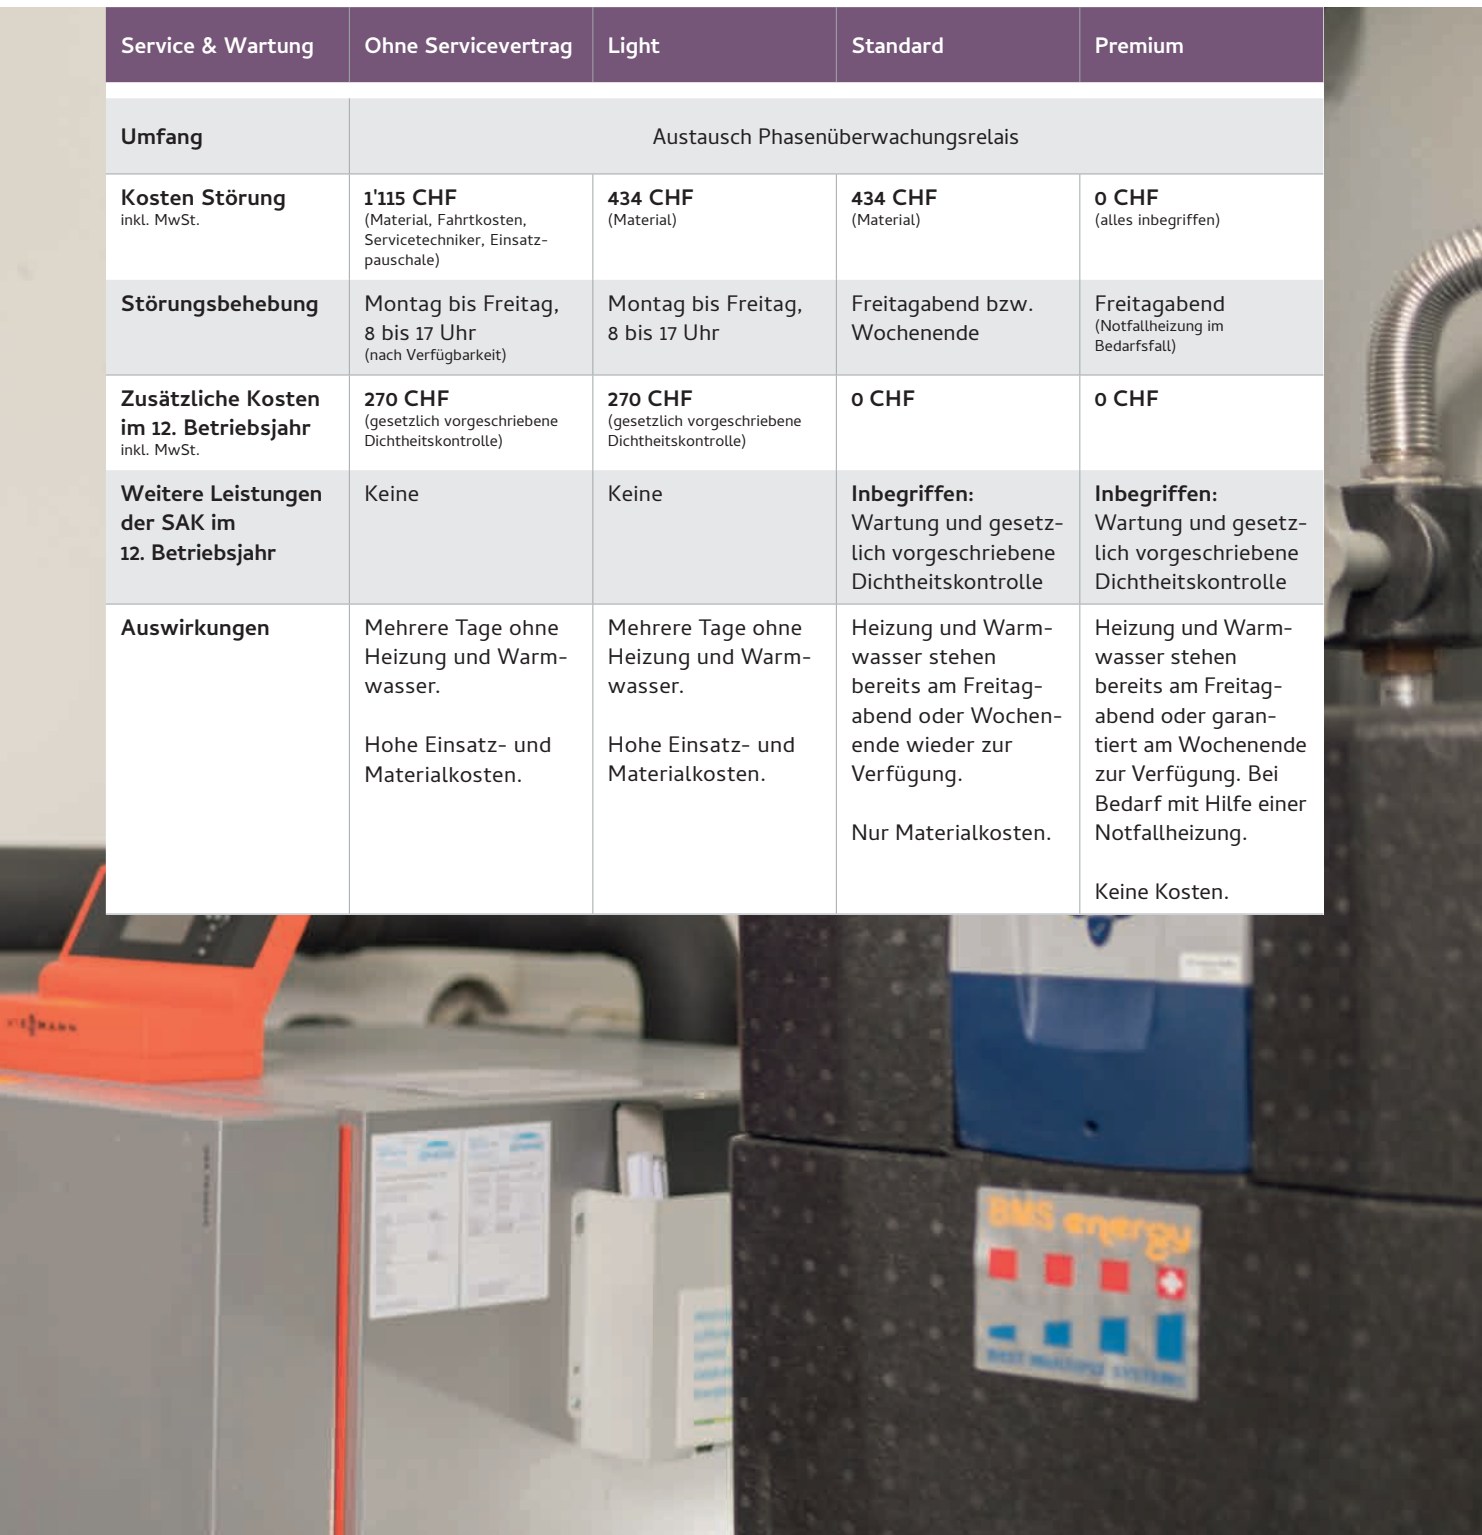 Service & Wartung
Ohne Servicevertrag
Light
Standard
Premium
Umfang
Austausch Phasenüberwachungsrelais
Kosten Störung
inkl. MwSt.
1'115 CHF
(Material, Fahrtkosten,
Servicetechniker, Einsatz-
pauschale)
434 CHF
(Material)
434 CHF
(Material)
0 CHF
(alles inbegriffen)
Störungsbehebung
Montag bis Freitag,
8 bis 17 Uhr
(nach Verfügbarkeit)
Montag bis Freitag,
8 bis 17 Uhr
Freitagabend bzw.
Wochenende
Freitagabend
(Notfallheizung im
Bedarfsfall)
Zusätzliche Kosten
im 12. Betriebsjahr
inkl. MwSt.
270 CHF
(gesetzlich vorgeschriebene
Dichtheitskontrolle)
270 CHF
(gesetzlich vorgeschriebene
Dichtheitskontrolle)
0 CHF
0 CHF
Weitere Leistungen
der SAK im
12. Betriebsjahr
Keine
Keine
Inbegriffen:
Wartung und gesetz-
lich vorgeschriebene
Dichtheitskontrolle
Inbegriffen:
Wartung und gesetz-
lich vorgeschriebene
Dichtheitskontrolle
Auswirkungen
Mehrere Tage ohne
Heizung und Warm-
wasser.
Hohe Einsatz- und
Materialkosten.
Mehrere Tage ohne
Heizung und Warm-
wasser.
Hohe Einsatz- und
Materialkosten.
Heizung und Warm-
wasser stehen
bereits am Freitag-
abend oder Wochen-
ende wieder zur
Verfügung.
Nur Materialkosten.
Heizung und Warm-
wasser stehen
bereits am Freitag-
abend oder garan-
tiert am Wochenende
zur Verfügung. Bei
Bedarf mit Hilfe einer
Notfallheizung.
Keine Kosten.
VIESMANN
BMS energy
BEST MULTIPLE SYSTEMS